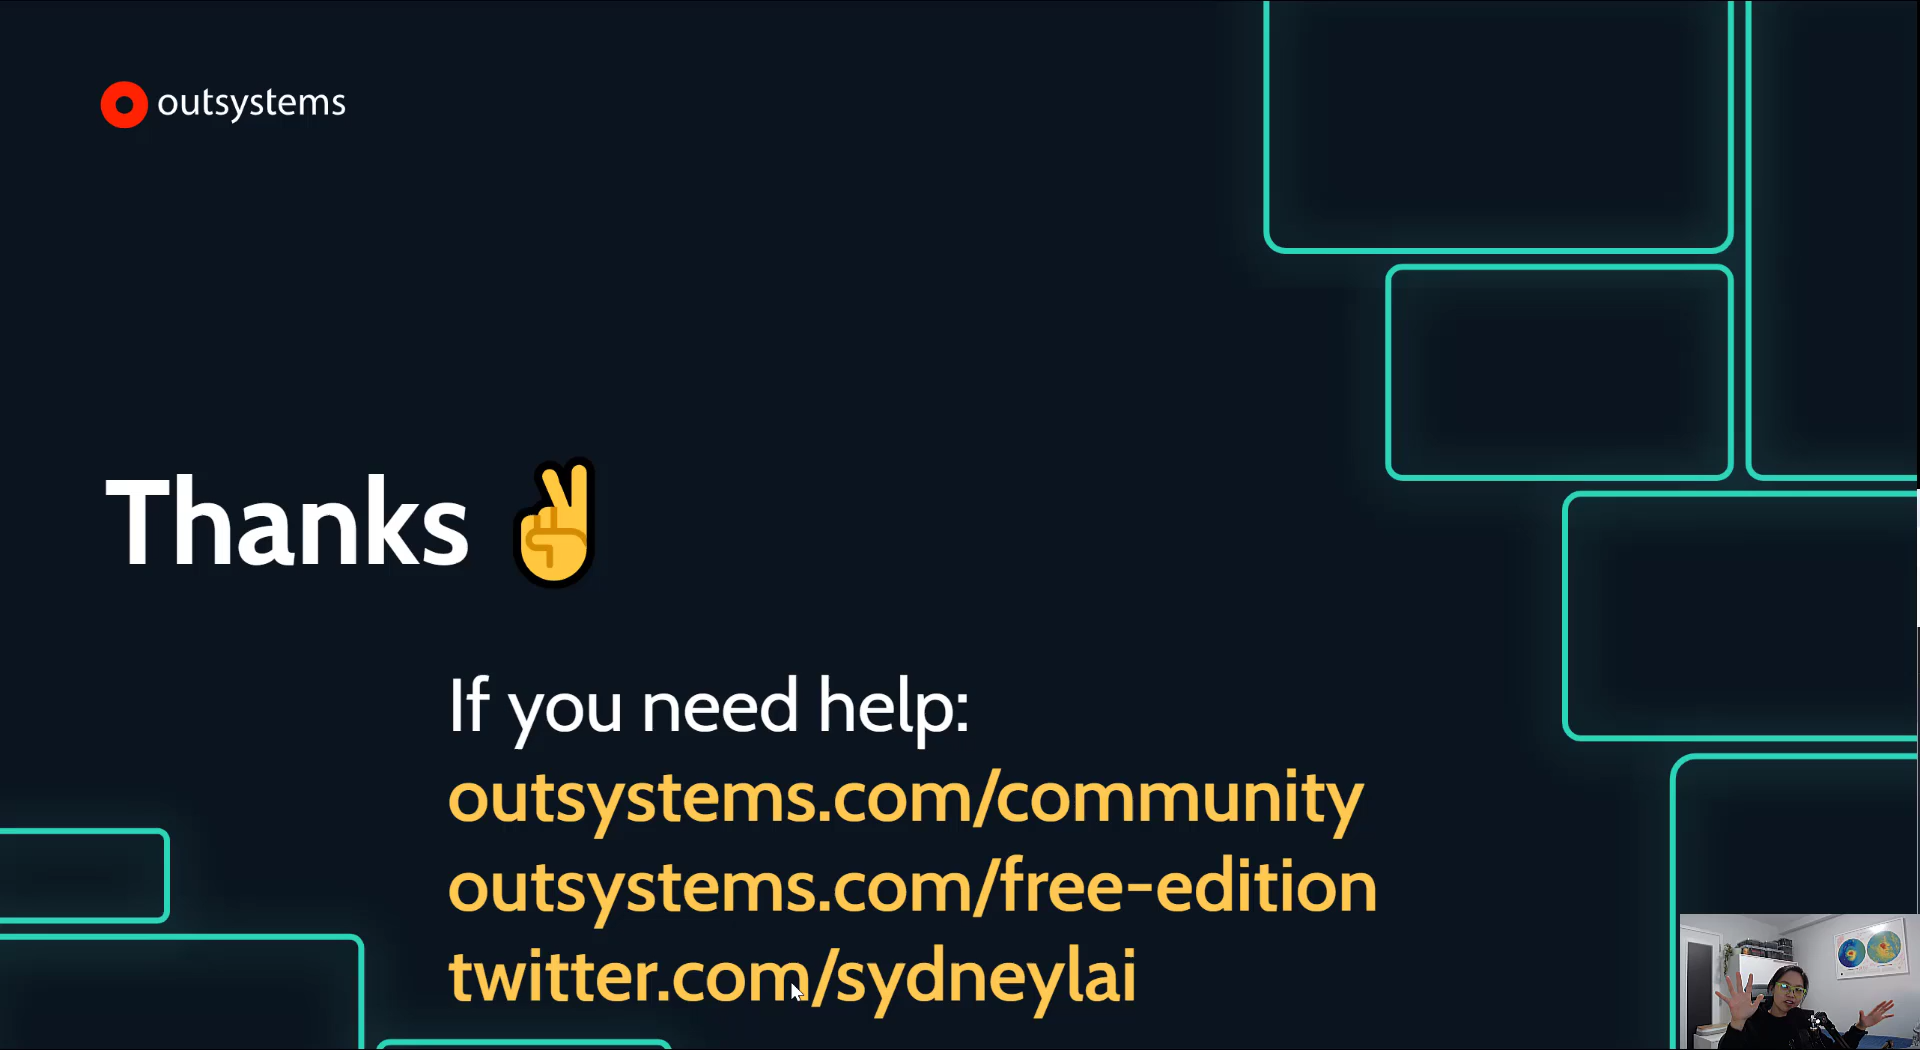 outsystems
Thanks ✌
If you need help:
outsystems.com/community
outsystems.com/free-edition
twitter.com/sydneylai